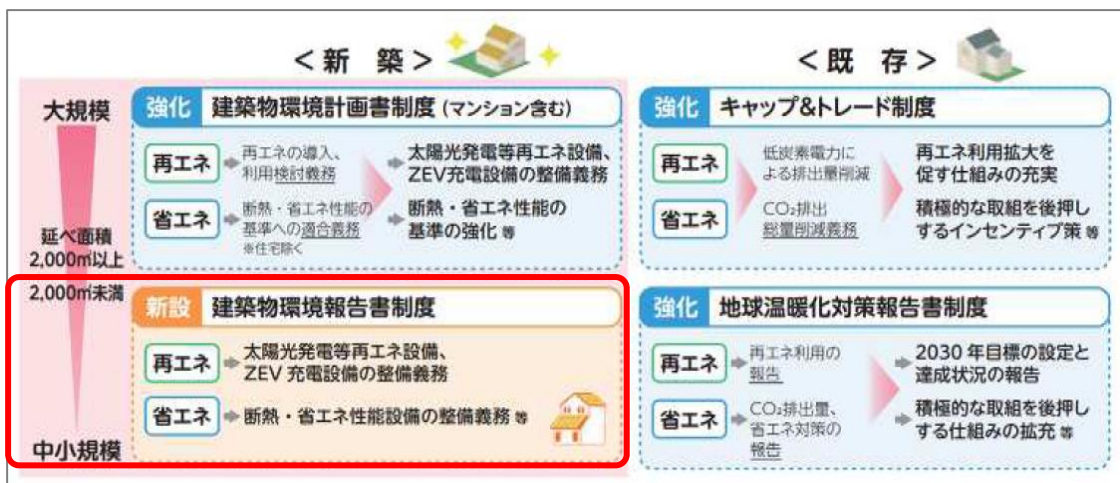 <新 築>
<既 存>
大規模
延べ面積
2,000㎡以上
2,000㎡未満
中小規模
強化 建築物環境計画書制度 (マンション含む)
再エネ
再エネの導入、
利用検討義務
太陽光発電等再エネ設備、
ZEV充電設備の整備義務
省エネ
断熱・省エネ性能の
基準への適合義務
※住宅除く
断熱・省エネ性能の
基準の強化 等
強化 キャップ&トレード制度
再エネ
低炭素電力に
よる排出量削減
再エネ利用拡大を
促す仕組みの充実
省エネ
CO₂排出
総量削減義務
積極的な取組を後押し
するインセンティブ策 等
新設 建築物環境報告書制度
再エネ
太陽光発電等再エネ設備、
ZEV 充電設備の整備義務
省エネ
断熱・省エネ性能設備の整備義務 等
強化 地球温暖化対策報告書制度
再エネ
再エネ利用の
報告
2030 年目標の設定と
達成状況の報告
省エネ
CO₂排出量、
省エネ対策の
報告
積極的な取組を後押し
する仕組みの拡充 等